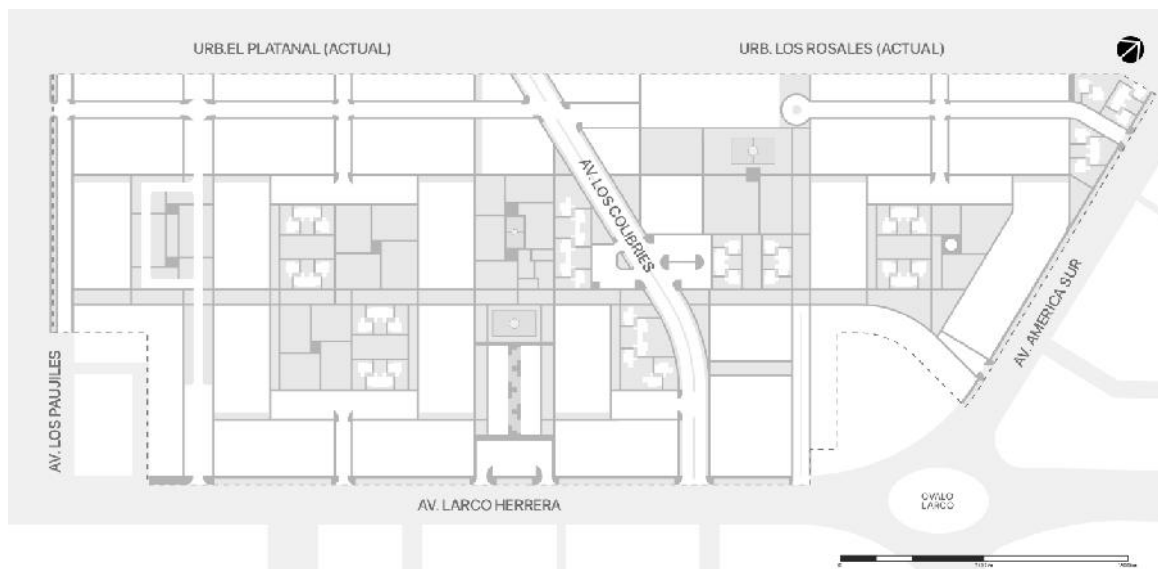 URB.EL PLATANAL (ACTUAL)
URB. LOS ROSALES (ACTUAL)
AV. LOS COLIBRIES
AV. AMERICA SUR
AV. LOS PAUJILES
AV. LARCO HERRERA
OVALO
LARCO
0